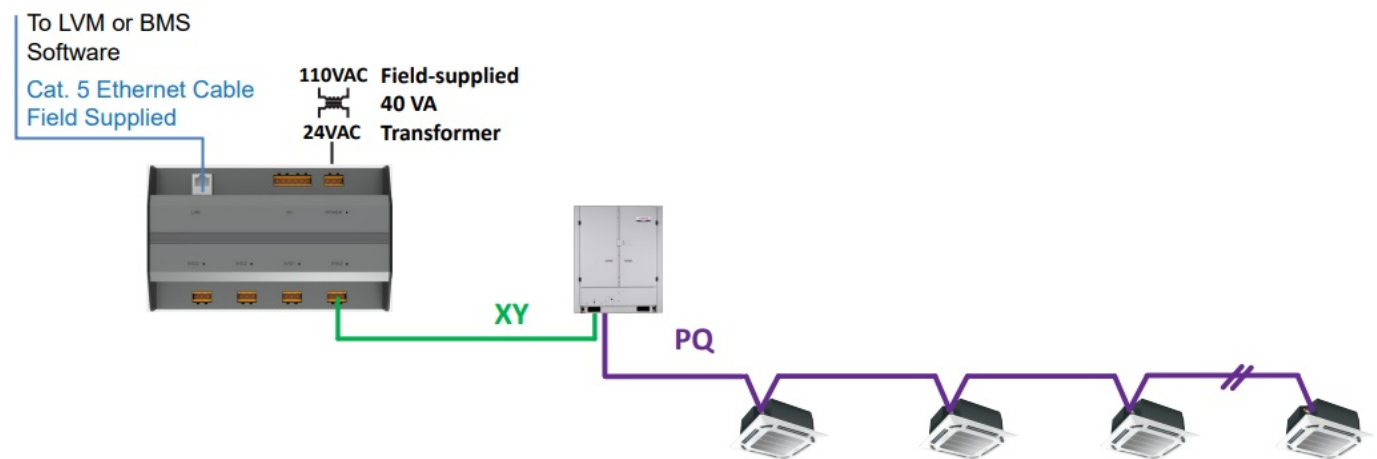 To LVM or BMS
Software
Cat. 5 Ethernet Cable
Field Supplied
110VAC Field-supplied
40 VA
24VAC Transformer
XY
PQ